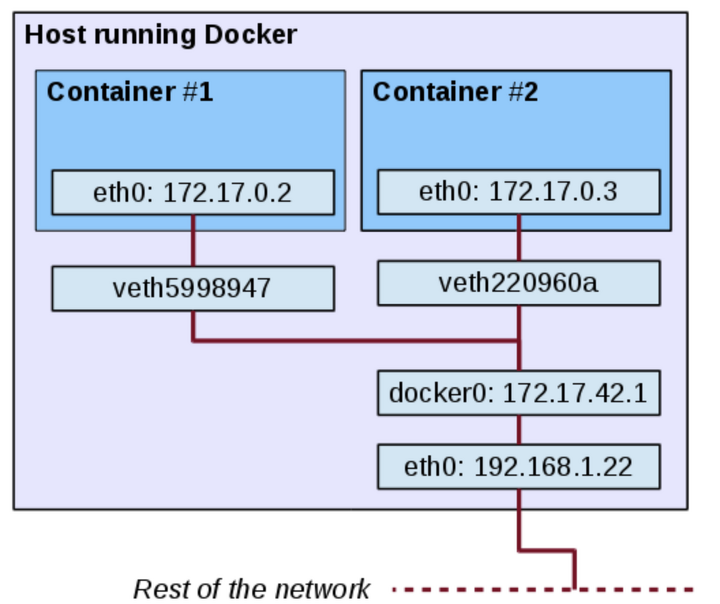 Host running Docker
Container #1
Container #2
eth0: 172.17.0.2
eth0: 172.17.0.3
veth5998947
veth220960a
docker0: 172.17.42.1
eth0: 192.168.1.22
Rest of the network